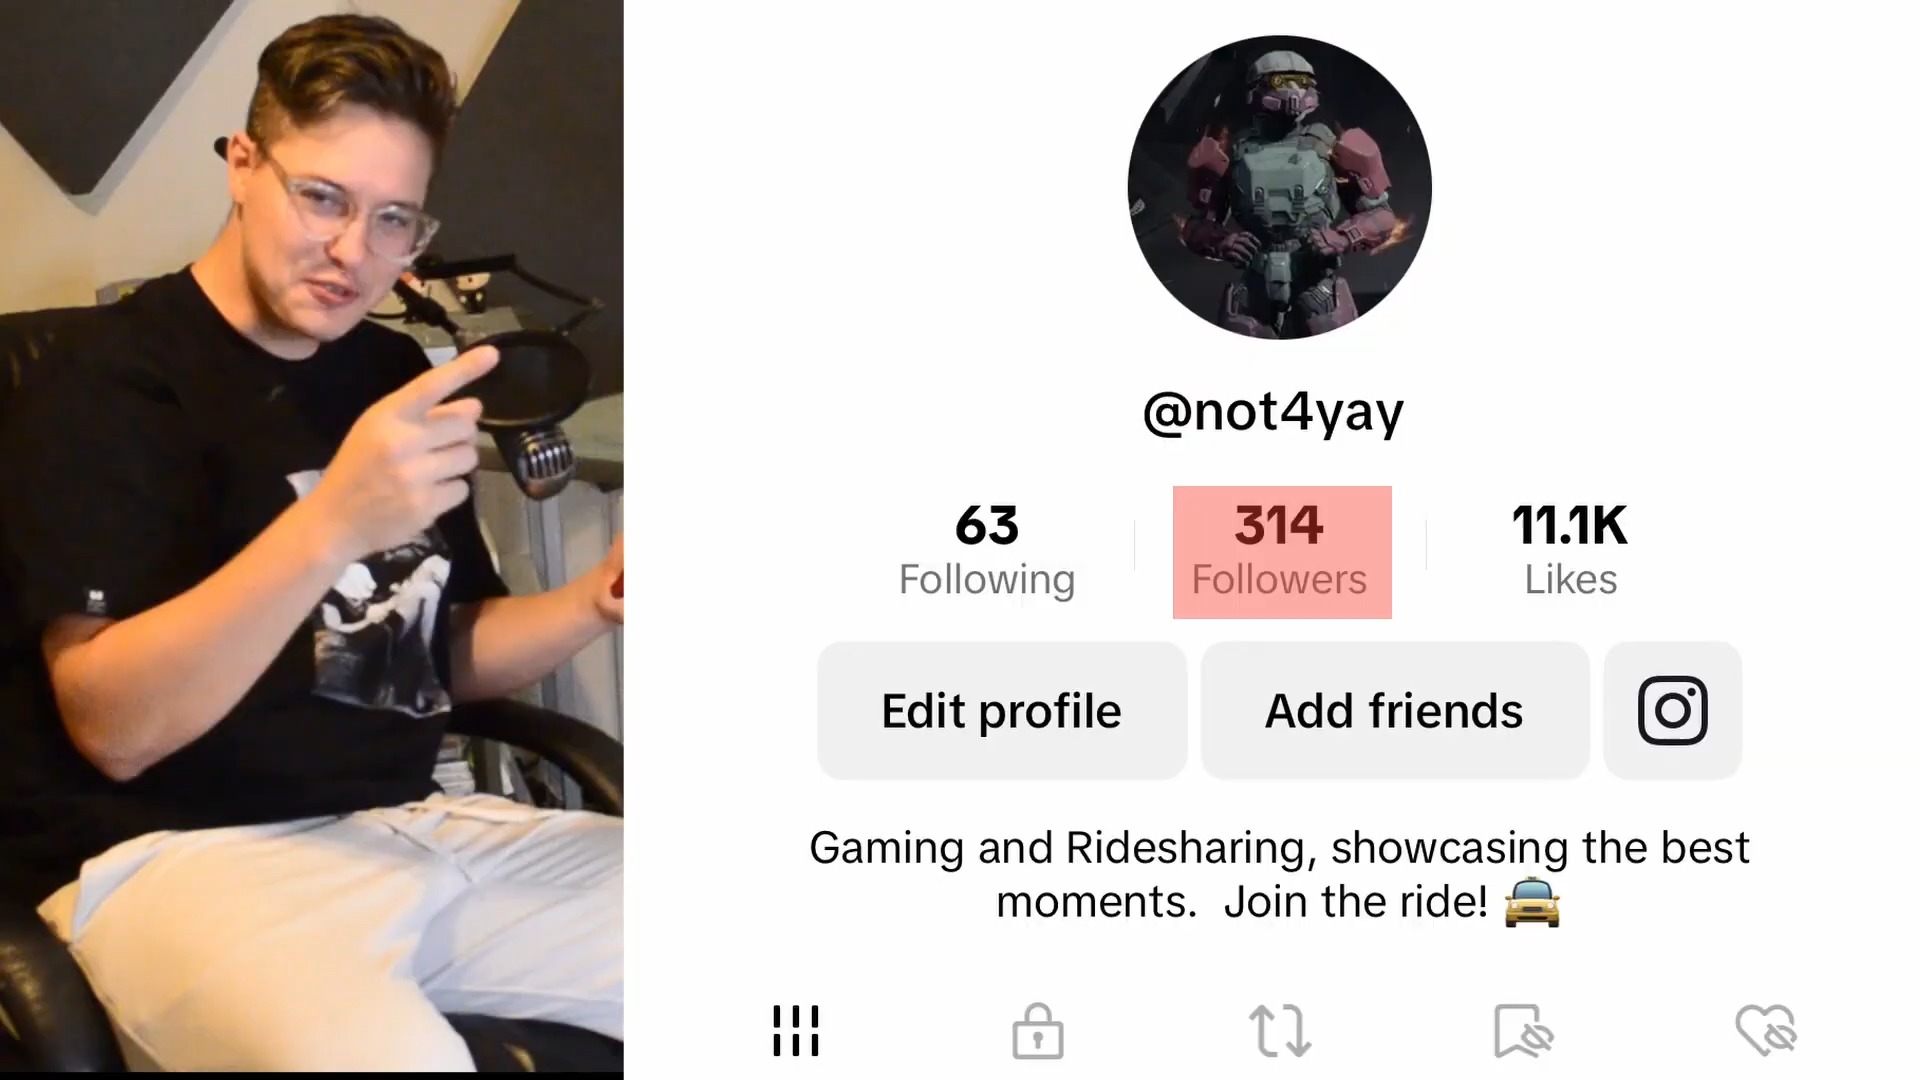 @not4yay
63 314 11.1K
Following Followers Likes
Edit profile Add friends
Gaming and Ridesharing, showcasing the best
moments. Join the ride! 🚖